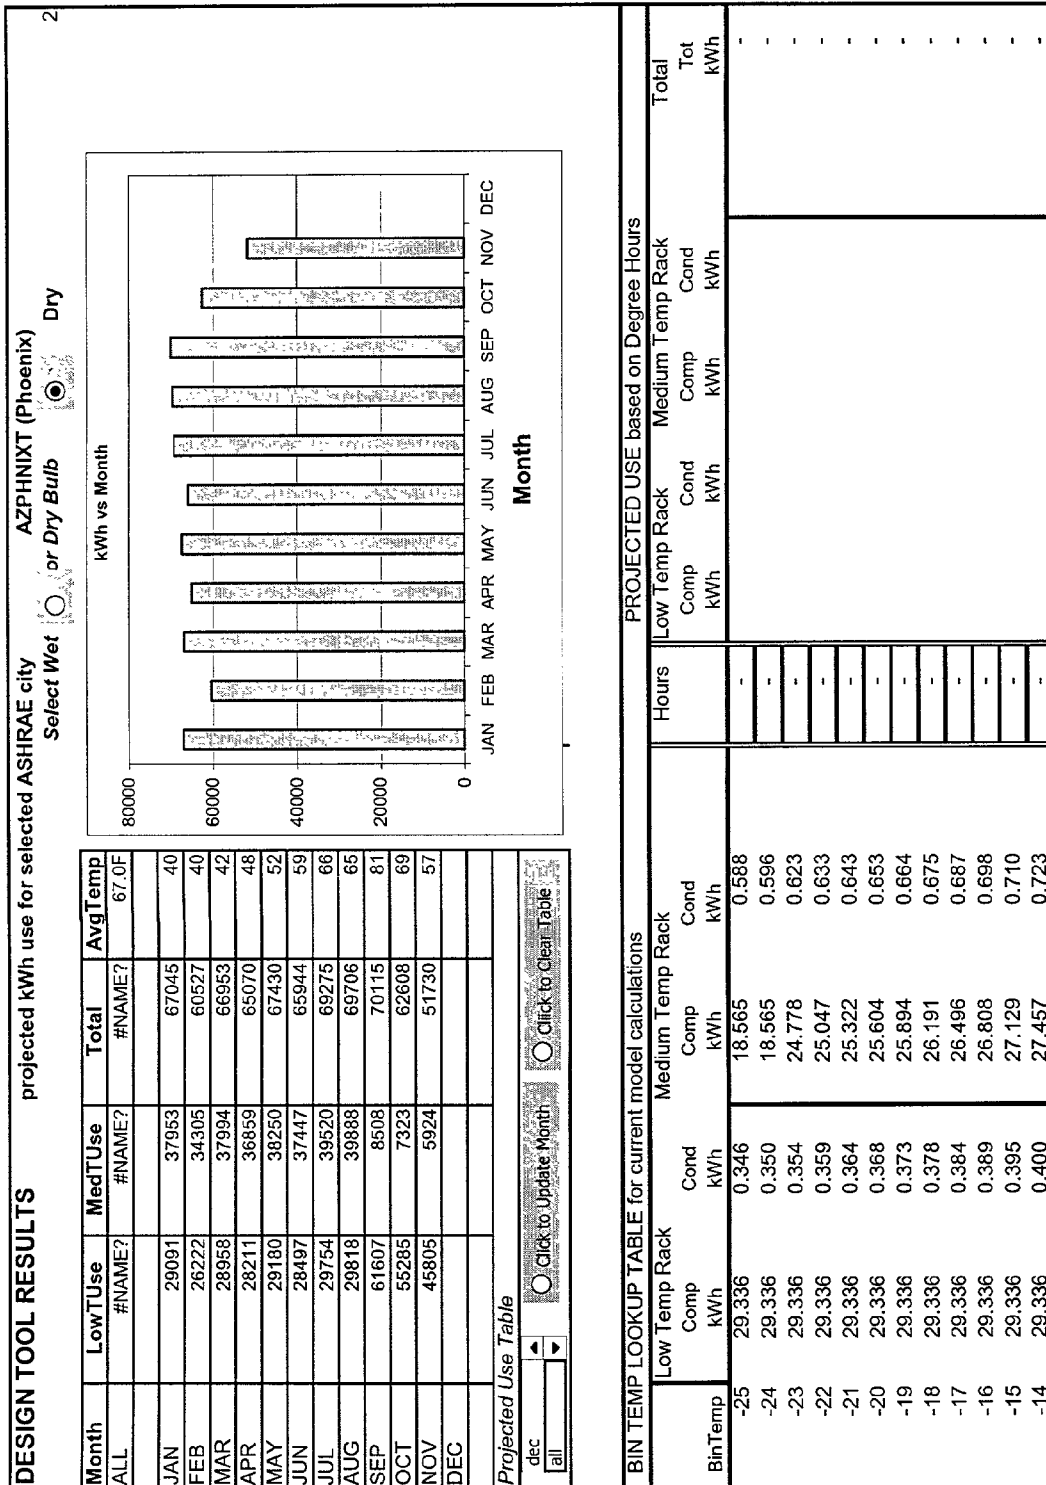 DESIGN TOOL RESULTS projected kWh use for selected ASHRAE city AZPHNIXT (Phoenix) 2
Select Wet or Dry Bulb Dry
Month LowTUse MedTUse Total AvgTemp
ALL #NAME? #NAME? #NAME? 67.0F
JAN 29091 37953 67045 40
FEB 26222 34305 60527 40
MAR 28958 37994 66953 42
APR 28211 36859 65070 48
MAY 29180 38250 67430 52
JUN 28497 37447 65944 59
JUL 29754 39520 69275 66
AUG 29818 39888 69706 65
SEP 61607 8508 70115 81
OCT 55285 7323 62608 69
NOV 45805 5924 51730 57
DEC
Projected Use Table
dec
all
Click to Update Month Click to Clear Table
kWh vs Month
80000
60000
40000
20000
0
JAN FEB MAR APR MAY JUN JUL AUG SEP OCT NOV DEC
Month
BIN TEMP LOOKUP TABLE for current model calculations PROJECTED USE based on Degree Hours
Low Temp Rack Medium Temp Rack Hours Low Temp Rack Medium Temp Rack Total
Comp Cond Comp Cond Comp Cond Comp Cond Tot
BinTemp kWh kWh kWh kWh kWh kWh kWh kWh kWh
-25 29.336 0.346 18.565 0.588 - -
-24 29.336 0.350 18.565 0.596 - -
-23 29.336 0.354 24.778 0.623 - -
-22 29.336 0.359 25.047 0.633 - -
-21 29.336 0.364 25.322 0.643 - -
-20 29.336 0.368 25.604 0.653 - -
-19 29.336 0.373 25.894 0.664 - -
-18 29.336 0.378 26.191 0.675 - -
-17 29.336 0.384 26.496 0.687 - -
-16 29.336 0.389 26.808 0.698 - -
-15 29.336 0.395 27.129 0.710 - -
-14 29.336 0.400 27.457 0.723 - -